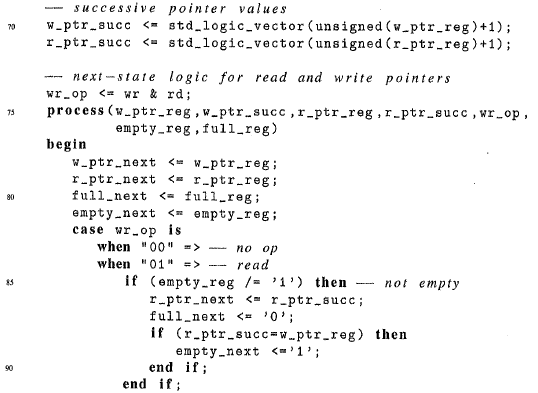 — successive pointer values
70 w_ptr_succ <= std_logic_vector(unsigned(w_ptr_reg)+1);
r_ptr_succ <= std_logic_vector(unsigned(r_ptr_reg)+1);
— next-state logic for read and write pointers
wr_op <= wr & rd;
75 process(w_ptr_reg,w_ptr_succ,r_ptr_reg,r_ptr_succ,wr_op,
empty_reg,full_reg)
begin
w_ptr_next <= w_ptr_reg;
r_ptr_next <= r_ptr_reg;
80 full_next <= full_reg;
empty_next <= empty_reg;
case wr_op is
when "00" => — no op
when "01" => — read
85 if (empty_reg /= '1') then — not empty
r_ptr_next <= r_ptr_succ;
full_next <= '0';
if (r_ptr_succ=w_ptr_reg) then
empty_next <='1';
90 end if;
end if;